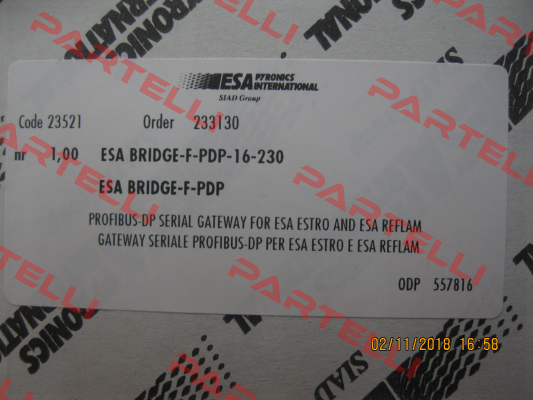 ESA PYRONICS INTERNATIONAL
SIAD Group
Code 23521 Order 233130
nr 1,00 ESA BRIDGE-F-PDP-16-230
ESA BRIDGE-F-PDP
PROFIBUS-DP SERIAL GATEWAY FOR ESA ESTRO AND ESA REFLAM
GATEWAY SERIALE PROFIBUS-DP PER ESA ESTRO E ESA REFLAM
ODP 557816
02/11/2018 16:58
PARTELLI
PARTELLI
PARTELLI
PARTELLI
PARTELLI